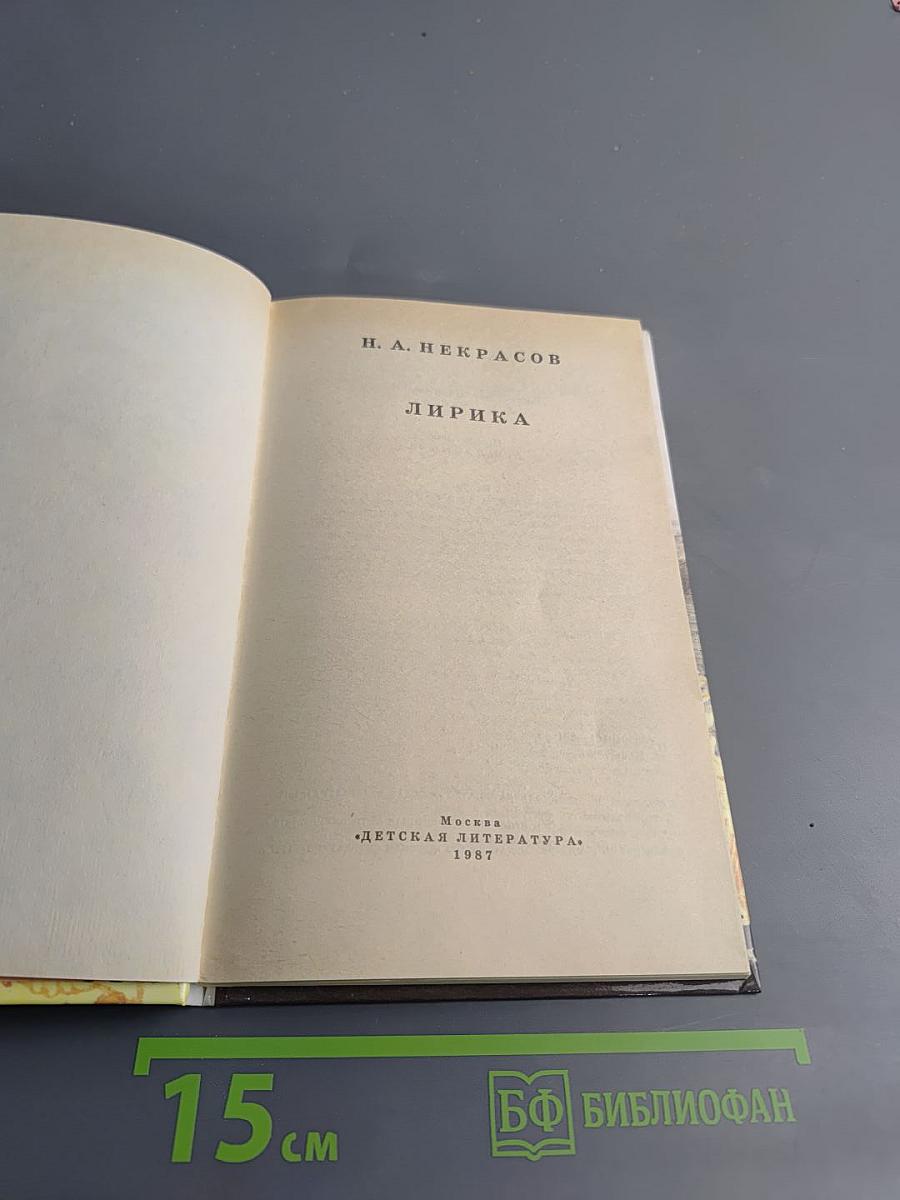 Н. А. НЕКРАСОВ
ЛИРИКА
Москва
«ДЕТСКАЯ ЛИТЕРАТУРА»
1987
15 см
БФ БИБЛИОФАН